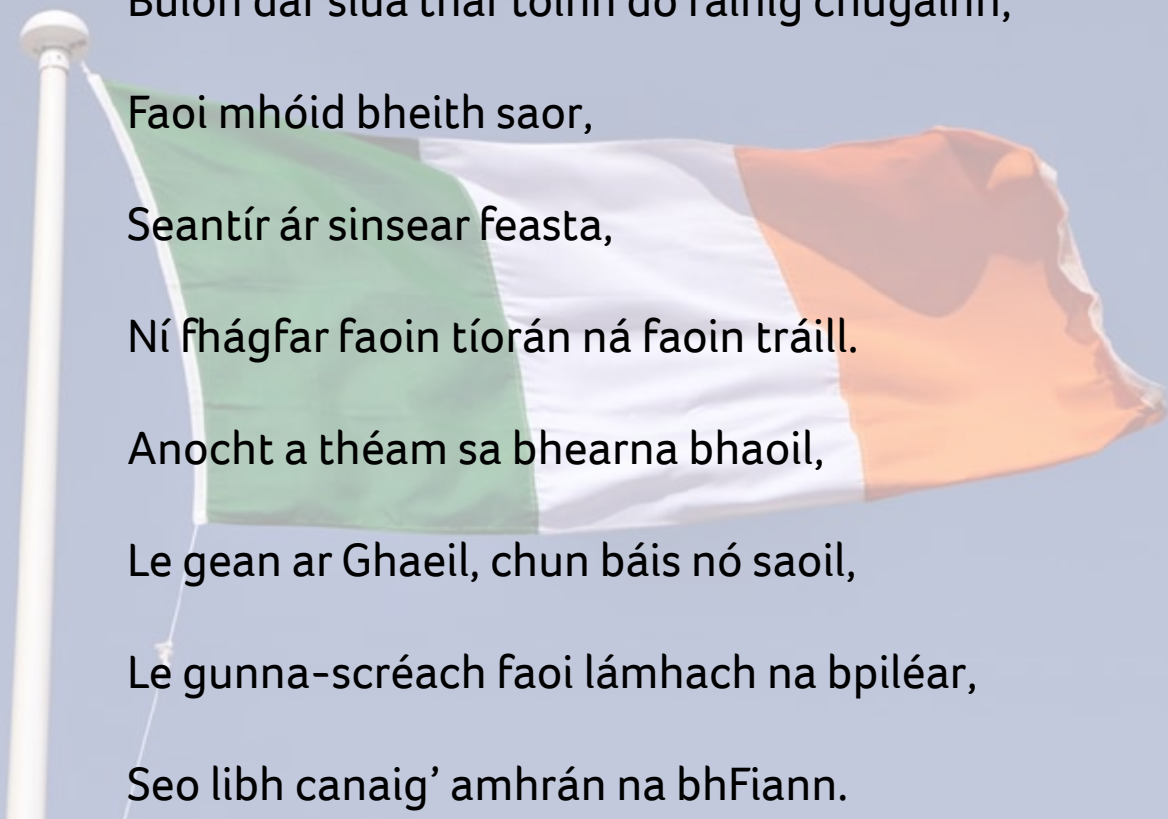 Buíon dár slua thar toinn do ráinig chugainn,
Faoi mhóid bheith saor,
Seantír ár sinsear feasta,
Ní fhágfar faoin tíorán ná faoin tráill.
Anocht a théam sa bhearna bhaoil,
Le gean ar Ghaeil, chun báis nó saoil,
Le gunna-scréach faoi lámhach na bpiléar,
Seo libh canaig’ amhrán na bhFiann.